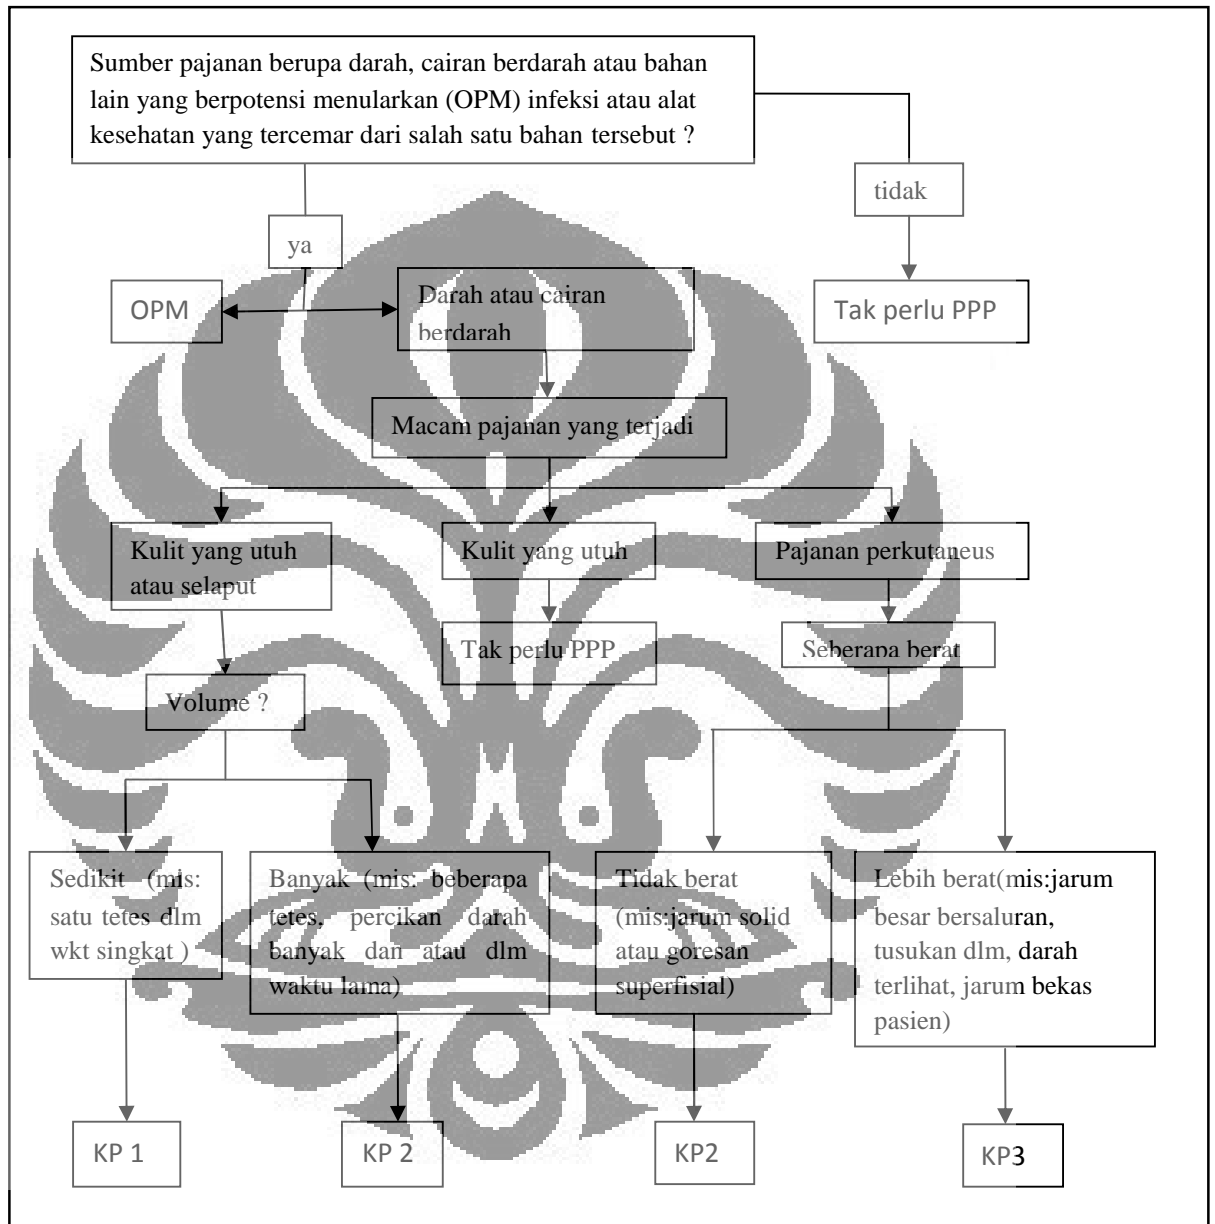 Sumber pajanan berupa darah, cairan berdarah atau bahan
lain yang berpotensi menularkan (OPM) infeksi atau alat
kesehatan yang tercemar dari salah satu bahan tersebut ?
tidak
ya
OPM
Darah atau cairan
berdarah
Tak perlu PPP
Macam pajanan yang terjadi
Kulit yang utuh
atau selaput
Kulit yang utuh
Pajanan perkutaneus
Tak perlu PPP
Seberapa berat
Volume ?
Sedikit (mis:
satu tetes dlm
wkt singkat )
Banyak (mis: beberapa
tetes, percikan darah
banyak dan atau dlm
waktu lama)
Tidak berat
(mis:jarum solid
atau goresan
superfisial)
Lebih berat(mis:jarum
besar bersaluran,
tusukan dlm, darah
terlihat, jarum bekas
pasien)
KP 1
KP 2
KP2
KP3